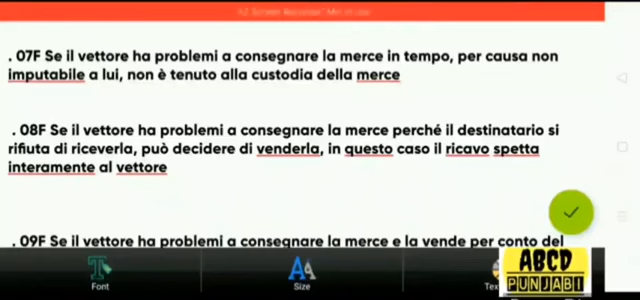 . 07F Se il vettore ha problemi a consegnare la merce in tempo, per causa non
imputabile a lui, non è tenuto alla custodia della merce
. 08F Se il vettore ha problemi a consegnare la merce perché il destinatario si
rifiuta di riceverla, può decidere di venderla, in questo caso il ricavo spetta
interamente al vettore
. 09F Se il vettore ha problemi a consegnare la merce e la vende per conto del
Font
Size
ABCD
PUNJABI